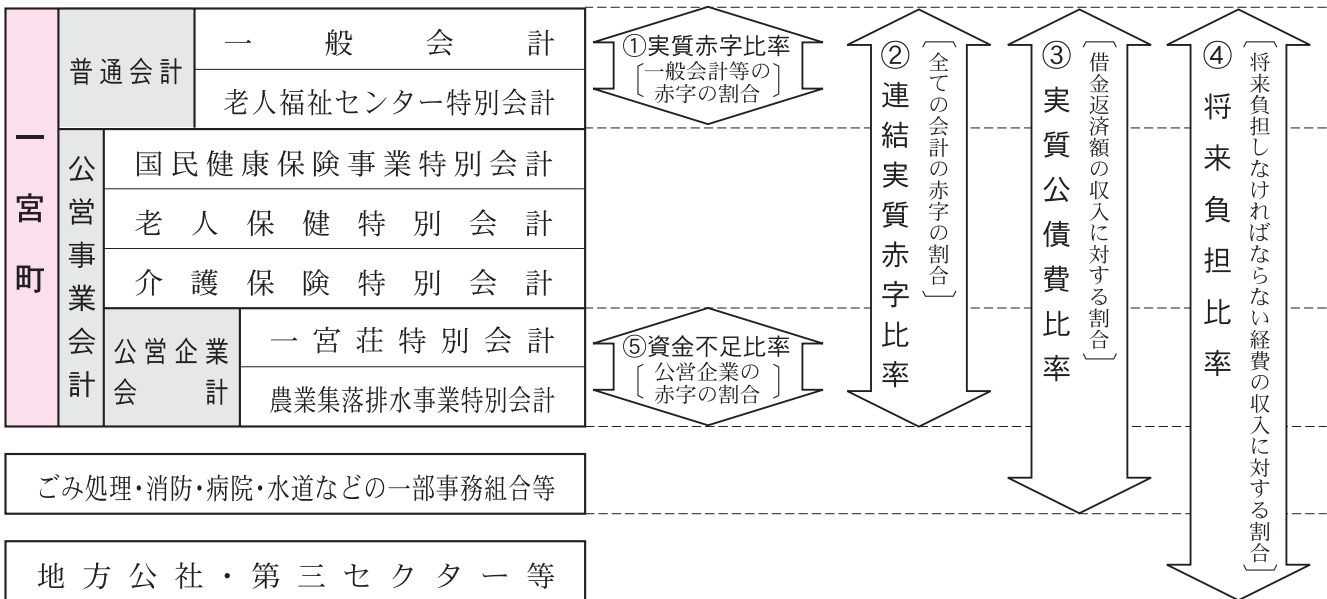 一宮町
普通会計
一般会計
老人福祉センター特別会計
公営事業会計
国民健康保険事業特別会計
老人保健特別会計
介護保険特別会計
公営企業
会計
一宮荘特別会計
農業集落排水事業特別会計
ごみ処理・消防・病院・水道などの一部事務組合等
地方公社・第三セクター等
①実質赤字比率
〔一般会計等の
赤字の割合〕
⑤資金不足比率
〔公営企業の
赤字の割合〕
②連結実質赤字比率
〔全ての会計の赤字の割合〕
③実質公債費比率
〔借金返済額の収入に対する割合〕
④将来負担比率
〔将来負担しなければならない経費の収入に対する割合〕